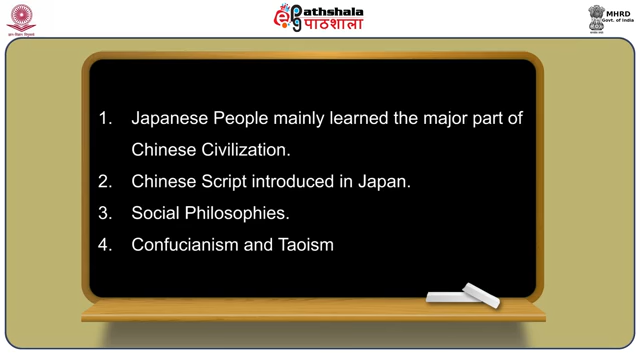 Pathshala
पाठशाला
MHRD
Govt. of India
1. Japanese People mainly learned the major part of
Chinese Civilization.
2. Chinese Script introduced in Japan.
3. Social Philosophies.
4. Confucianism and Taoism